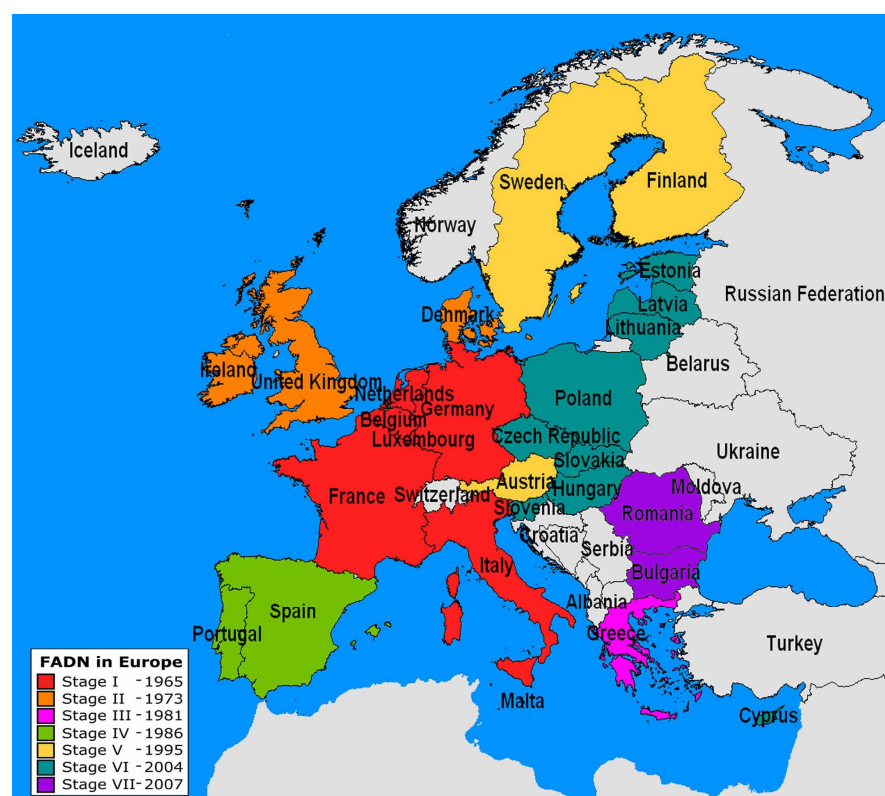 Iceland
Sweden
Finland
Norway
Estonia
Russian Federation
Latvia
Denmark
Lithuania
Belarus
Ireland
United Kingdom
Netherlands
Germany
Poland
Belgium
Luxembourg
Czech Republic
Ukraine
Slovakia
France
Switzerland
Austria
Hungary
Moldova
Slovenia
Romania
Croatia
Serbia
Italy
Bulgaria
Spain
Albania
Portugal
Greece
Turkey
Malta
Cyprus
FADN in Europe
Stage I -1965
Stage II -1973
Stage III -1981
Stage IV -1986
Stage V -1995
Stage VI -2004
Stage VII-2007